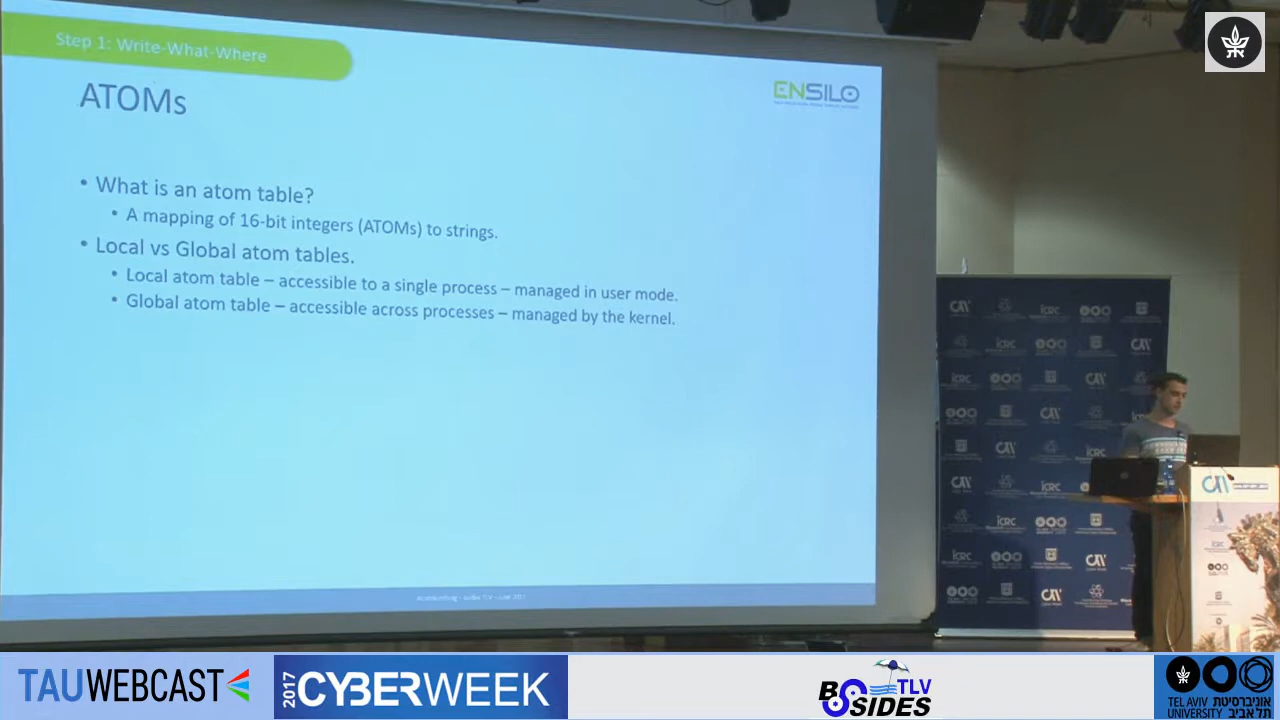 Step 1: Write-What-Where
ATOMs
ENSILO
• What is an atom table?
• A mapping of 16-bit integers (ATOMs) to strings.
• Local vs Global atom tables.
• Local atom table – accessible to a single process – managed in user mode.
• Global atom table – accessible across processes – managed by the kernel.
TAUWEBCAST
2017 CYBERWEEK
BSIDES TLV
TEL AVIV UNIVERSITY
אוניברסיטת תל אביב